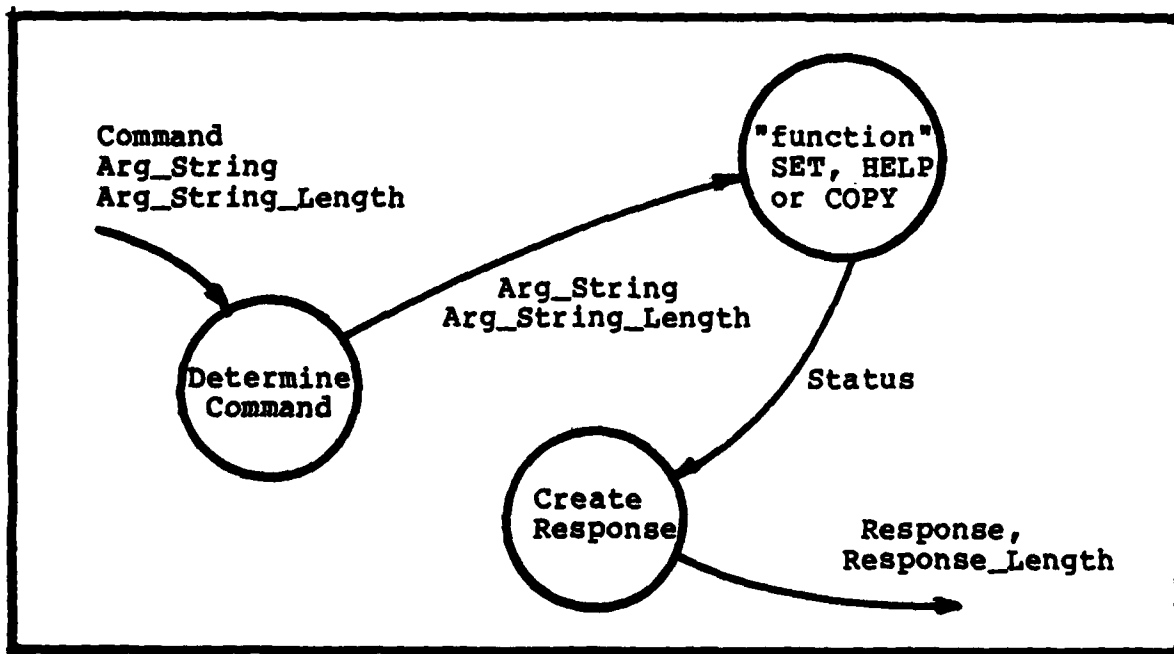 Command
Arg_String
Arg_String_Length
"function"
SET, HELP
or COPY
Arg_String
Arg_String_Length
Determine
Command
Status
Create
Response
Response,
Response_Length